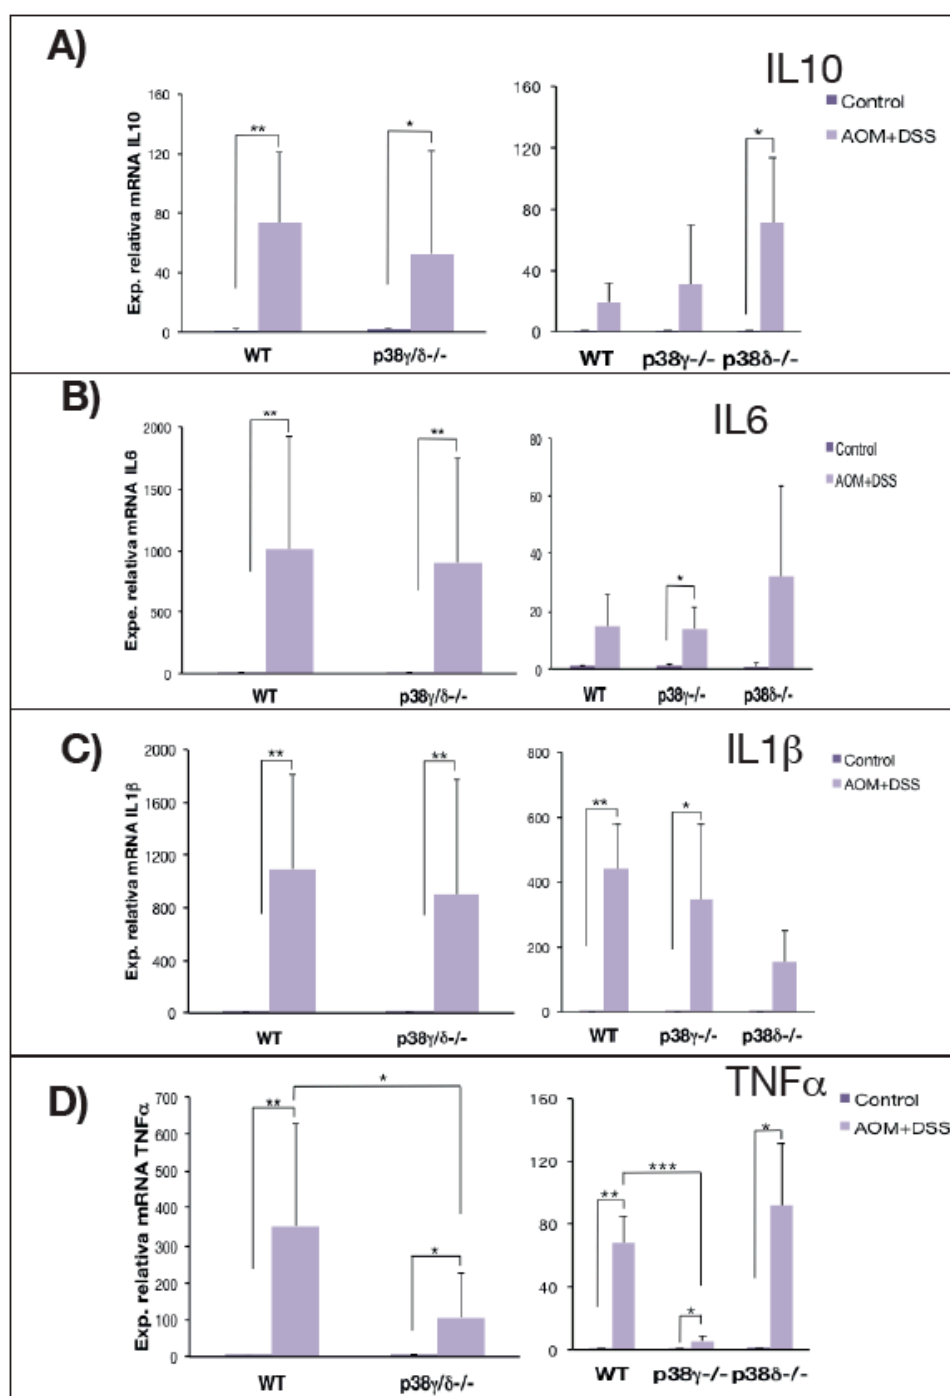 A)
IL10
Exp. relativa mRNA IL10
160
120
80
40
0
**
*
WT
p38γ/δ-/-
160
120
80
40
0
*
WT
p38γ-/-
p38δ-/-
Control
AOM+DSS
B)
IL6
Expe. relativa mRNA IL6
2000
1500
1000
500
0
**
**
WT
p38γ/δ-/-
80
60
40
20
0
*
WT
p38γ-/-
p38δ-/-
Control
AOM+DSS
C)
IL1β
Exp. relativa mRNA IL1β
2000
1600
1200
800
400
0
**
**
WT
p38γ/δ-/-
800
600
400
200
0
**
*
WT
p38γ-/-
p38δ-/-
Control
AOM+DSS
D)
TNFα
Exp. relativa mRNA TNFα
700
600
500
400
300
200
100
0
**
*
*
WT
p38γ/δ-/-
160
120
80
40
0
**
***
*
*
WT
p38γ-/-
p38δ-/-
Control
AOM+DSS